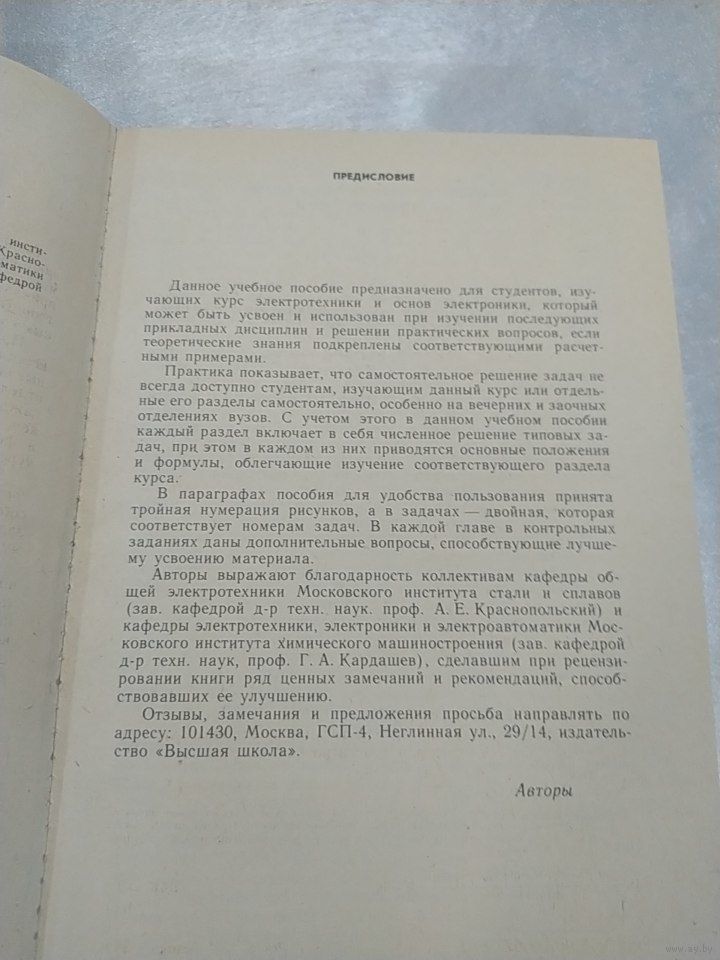 инсти-
Красно-
матики
федрой
ПРЕДИСЛОВИЕ
Данное учебное пособие предназначено для студентов, изу-
чающих курс электротехники и основ электроники, который
может быть усвоен и использован при изучении последующих
прикладных дисциплин и решении практических вопросов, если
теоретические знания подкреплены соответствующими расчет-
ными примерами.
Практика показывает, что самостоятельное решение задач не
всегда доступно студентам, изучающим данный курс или отдель-
ные его разделы самостоятельно, особенно на вечерних и заочных
отделениях вузов. С учетом этого в данном учебном пособии
каждый раздел включает в себя численное решение типовых за-
дач, при этом в каждом из них приводятся основные положения
и формулы, облегчающие изучение соответствующего раздела
курса.
В параграфах пособия для удобства пользования принята
тройная нумерация рисунков, а в задачах — двойная, которая
соответствует номерам задач. В каждой главе в контрольных
заданиях даны дополнительные вопросы, способствующие лучше-
му усвоению материала.
Авторы выражают благодарность коллективам кафедры об-
щей электротехники Московского института стали и сплавов
(зав. кафедрой д-р техн. наук. проф. А. Е. Краснопольский) и
кафедры электротехники, электроники и электроавтоматики Мос-
ковского института химического машиностроения (зав. кафедрой
д-р техн. наук, проф. Г. А. Кардашев), сделавшим при рецензи-
ровании книги ряд ценных замечаний и рекомендаций, способ-
ствовавших ее улучшению.
Отзывы, замечания и предложения просьба направлять по
адресу: 101430, Москва, ГСП-4, Неглинная ул., 29/14, издатель-
ство «Высшая школа».
Авторы
www.ay.by